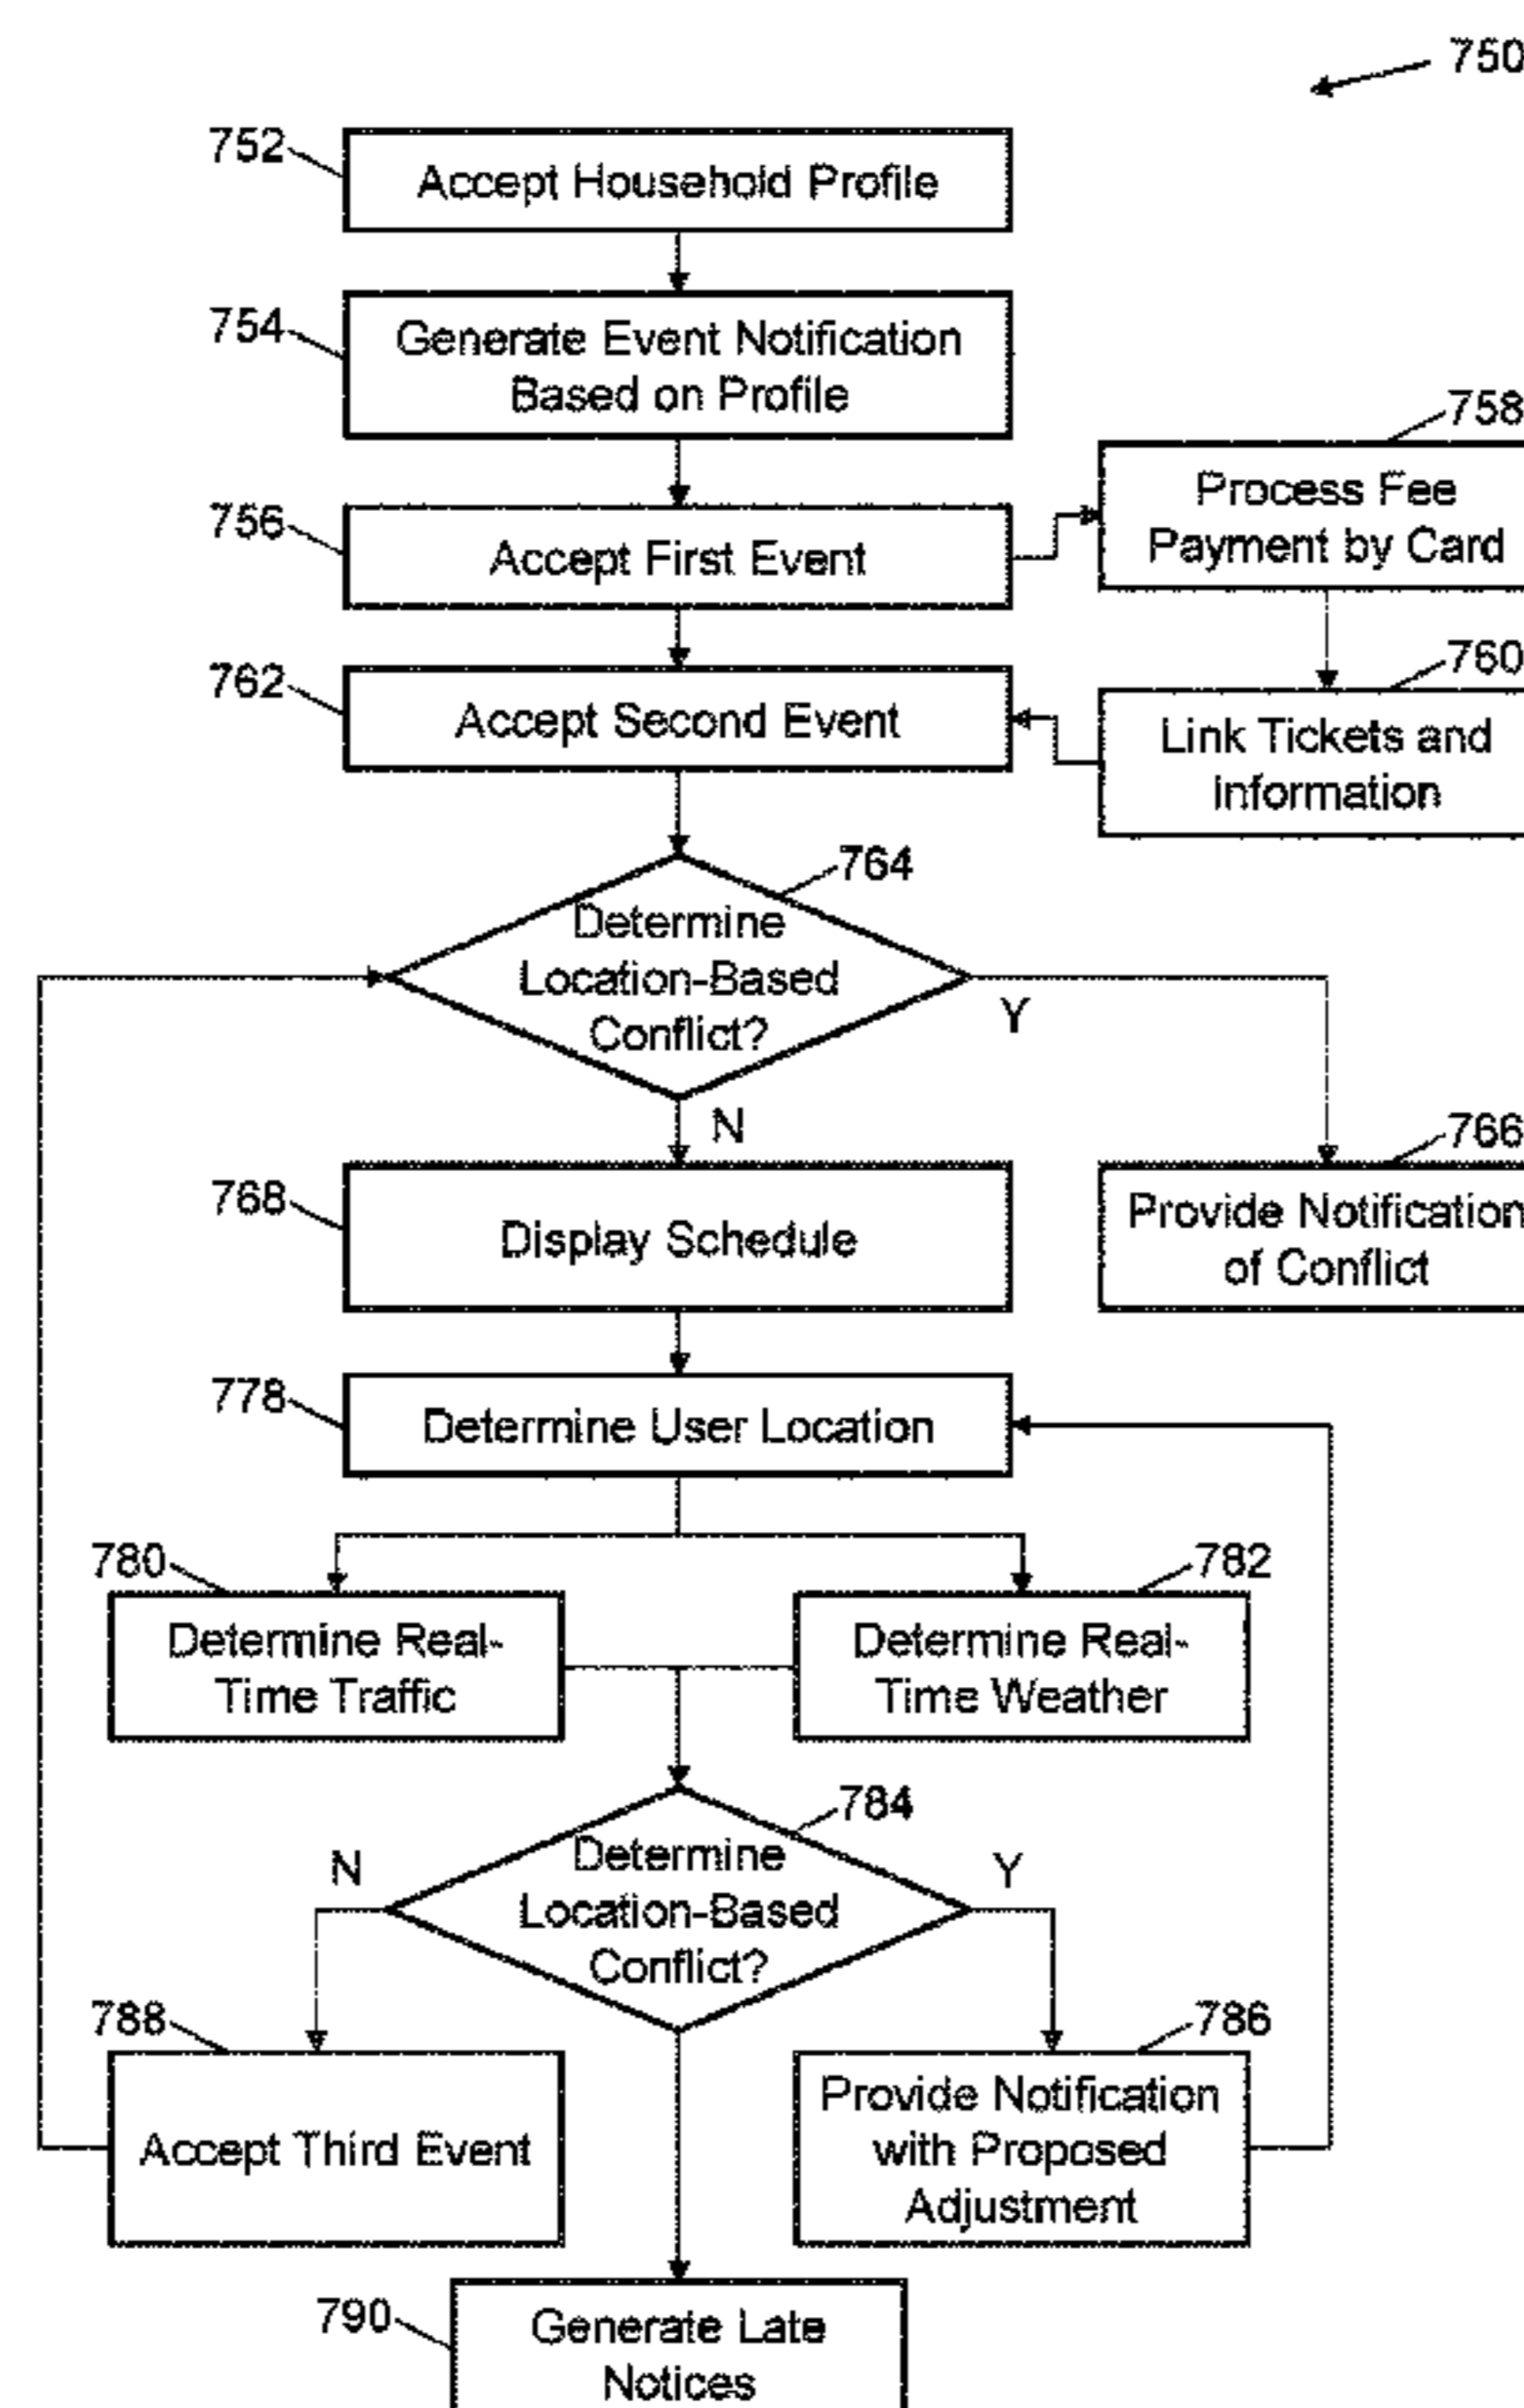 750
752
Accept Household Profile
754
Generate Event Notification
Based on Profile
758
756
Accept First Event
Process Fee
Payment by Card
762
Accept Second Event
760
Link Tickets and
Information
764
Determine
Location-Based
Conflict?
Y
N
766
Provide Notification
of Conflict
768
Display Schedule
778
Determine User Location
780
Determine Real-
Time Traffic
782
Determine Real-
Time Weather
784
Determine
Location-Based
Conflict?
N
Y
788
Accept Third Event
786
Provide Notification
with Proposed
Adjustment
790
Generate Late
Notices